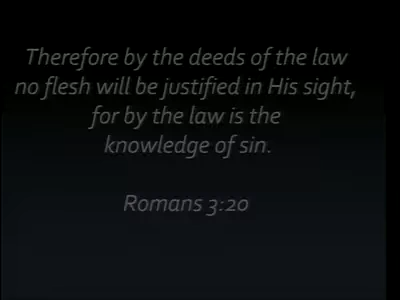 Therefore by the deeds of the law
no flesh will be justified in His sight,
for by the law is the
knowledge of sin.
Romans 3:20